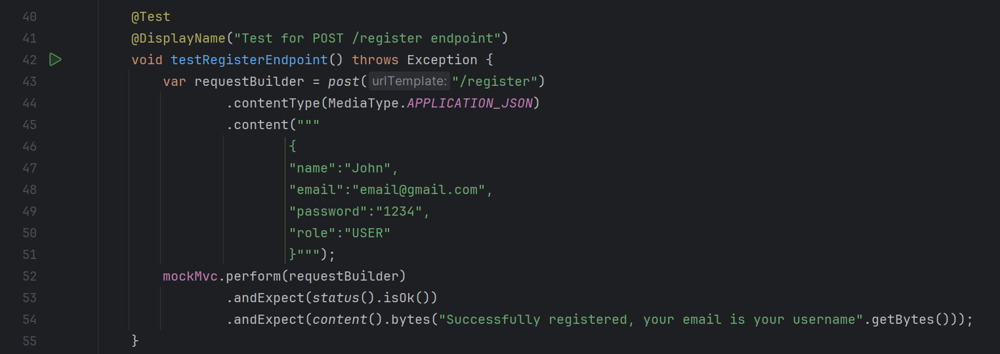 40 @Test
41 @DisplayName("Test for POST /register endpoint")
42 void testRegisterEndpoint() throws Exception {
43 var requestBuilder = post( urlTemplate: "/register")
44 .contentType(MediaType.APPLICATION_JSON)
45 .content("""
46 {
47 "name":"John",
48 "email":"email@gmail.com",
49 "password":"1234",
50 "role":"USER"
51 }""");
52 mockMvc.perform(requestBuilder)
53 .andExpect(status().isOk())
54 .andExpect(content().bytes("Successfully registered, your email is your username".getBytes()));
55 }